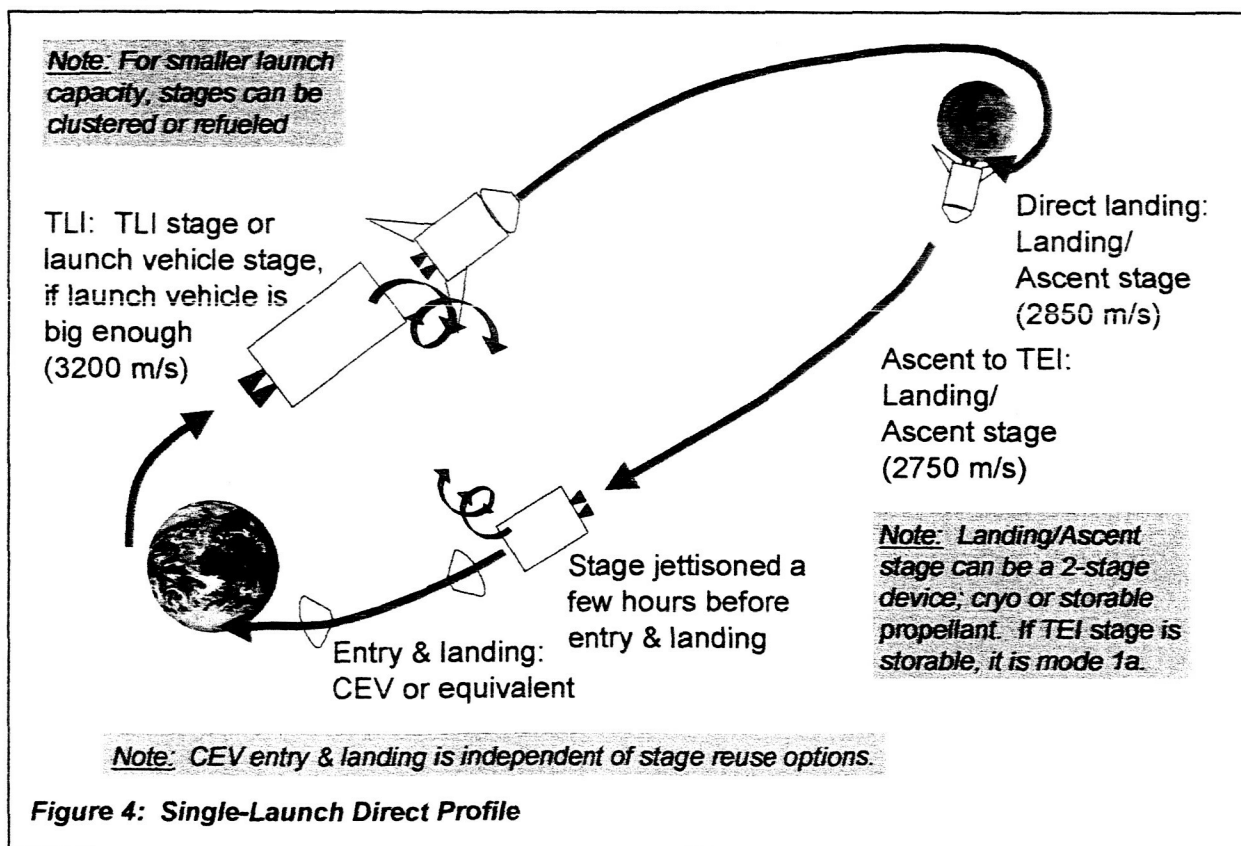 Note: For smaller launch
capacity, stages can be
clustered or refueled
TLI: TLI stage or
launch vehicle stage,
if launch vehicle is
big enough
(3200 m/s)
Direct landing:
Landing/
Ascent stage
(2850 m/s)
Ascent to TEI:
Landing/
Ascent stage
(2750 m/s)
Note: Landing/Ascent
stage can be a 2-stage
device; cryo or storable
propellant. If TEI stage is
storable, it is mode 1a.
Stage jettisoned a
few hours before
entry & landing
Entry & landing:
CEV or equivalent
Note: CEV entry & landing is independent of stage reuse options.
Figure 4: Single-Launch Direct Profile